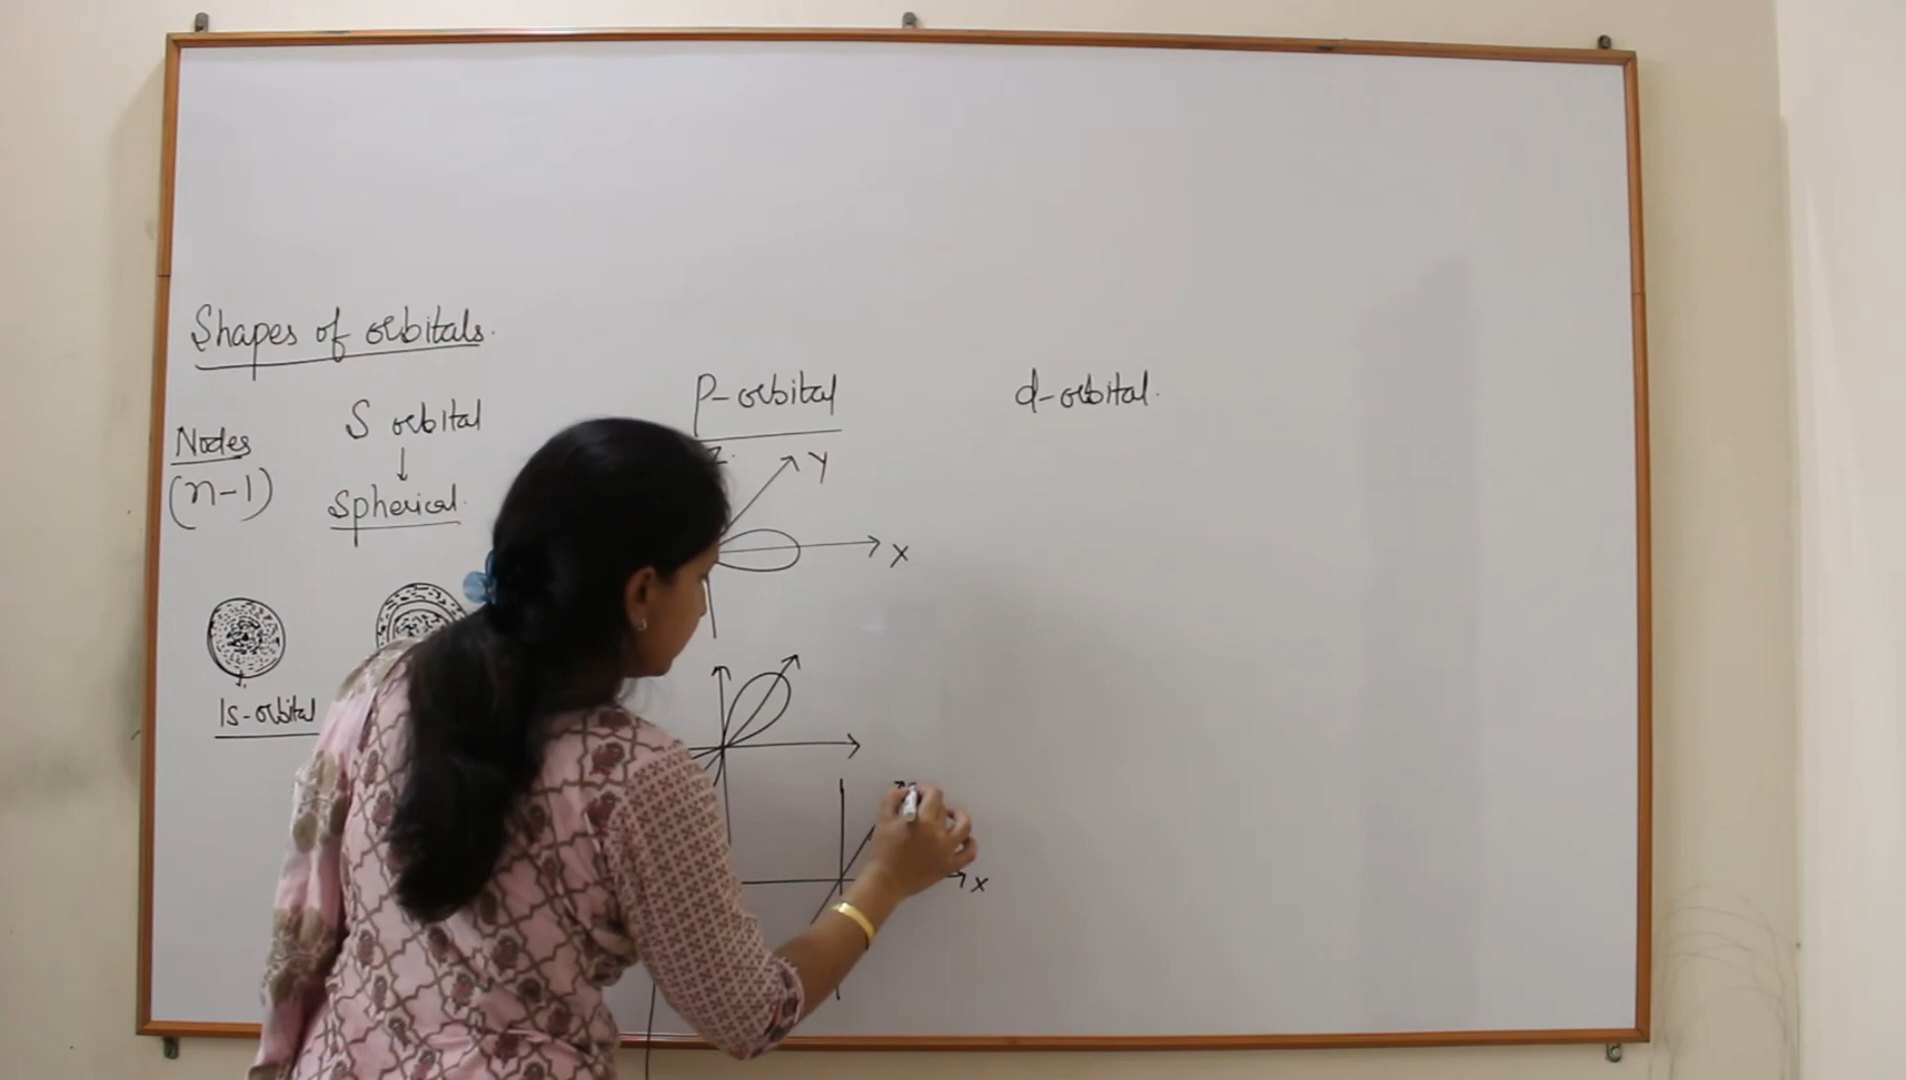 Shapes of orbitals.
Nodes
(n-1)
S orbital
↓
Spherical.
1s-orbital
P-orbital
Z.
Y
X
X
d-orbital.